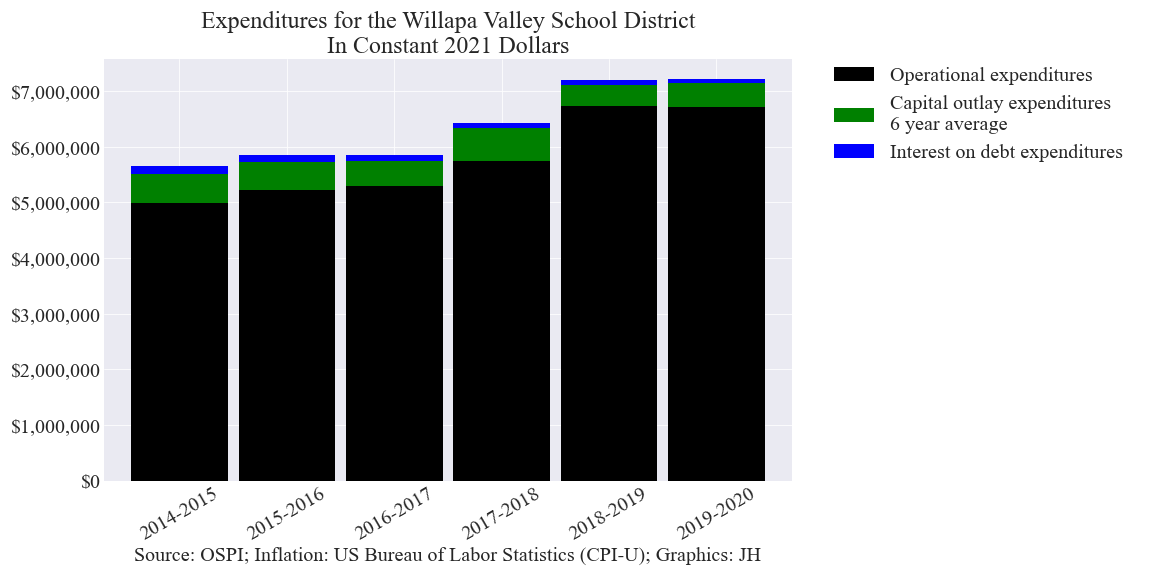 Expenditures for the Willapa Valley School District
In Constant 2021 Dollars
$7,000,000
$6,000,000
$5,000,000
$4,000,000
$3,000,000
$2,000,000
$1,000,000
$0
2014-2015
2015-2016
2016-2017
2017-2018
2018-2019
2019-2020
Source: OSPI; Inflation: US Bureau of Labor Statistics (CPI-U); Graphics: JH
Operational expenditures
Capital outlay expenditures
6 year average
Interest on debt expenditures